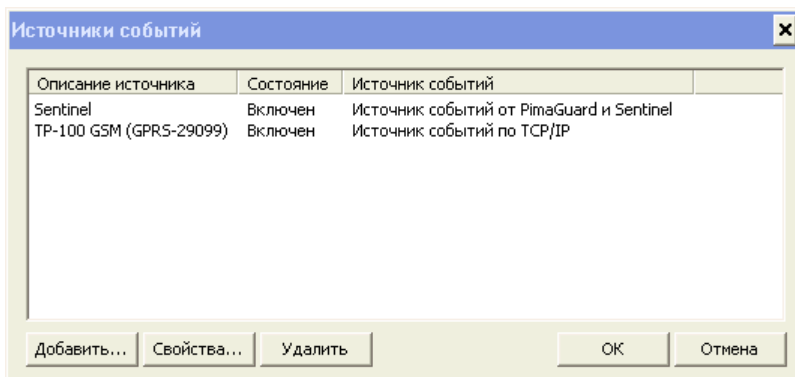 Источники событий
Описание источника Состояние Источник событий
Sentinel Включен Источник событий от PimaGuard и Sentinel
TP-100 GSM (GPRS-29099) Включен Источник событий по TCP/IP
Добавить... Свойства... Удалить ОК Отмена